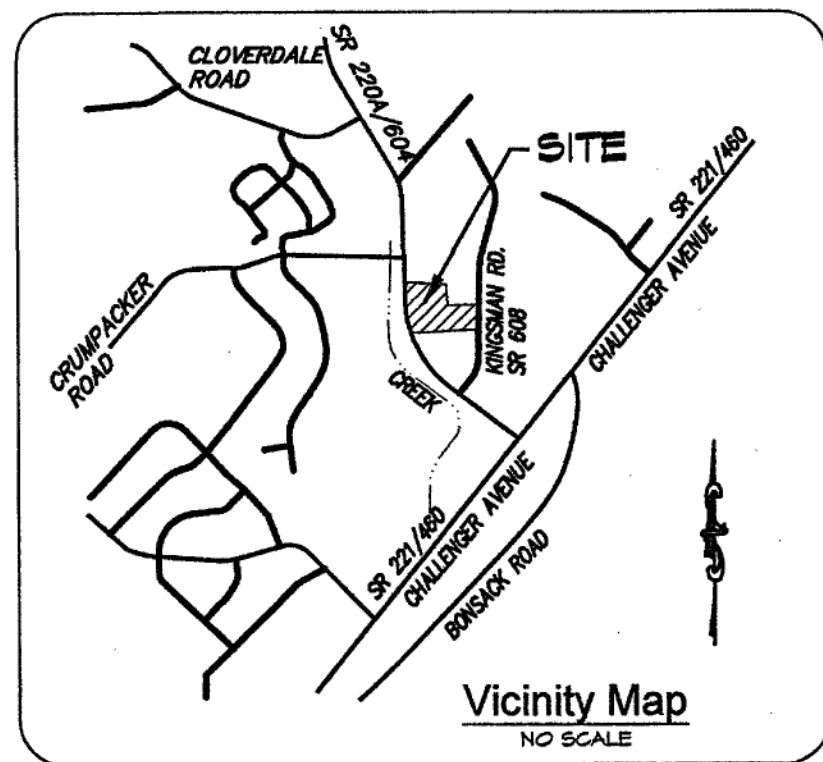 CLOVERDALE
ROAD
SR 220A/604
SITE
SR 221/460
CHALLENGER AVENUE
KINGSMAN RD.
SR 608
CRUMPACKER
ROAD
CREEK
SR 221/460
CHALLENGER AVENUE
BONSACK ROAD
Vicinity Map
NO SCALE